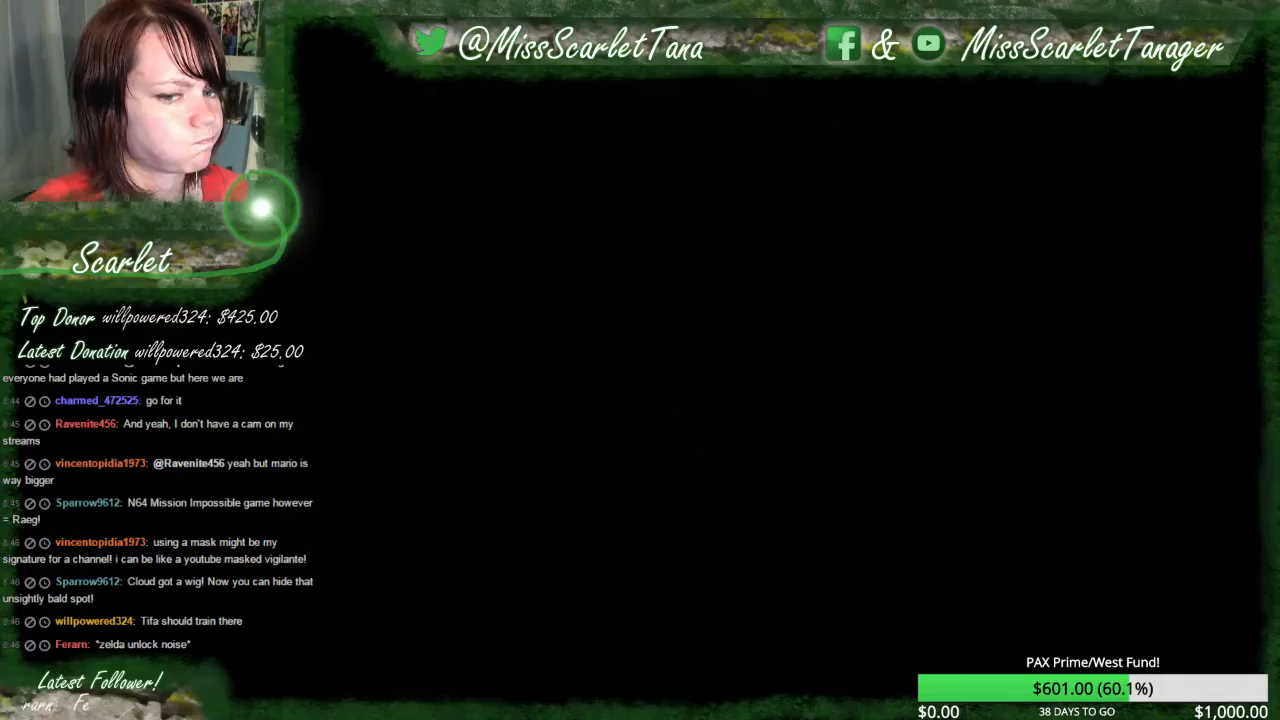 @MissScarletTana
& MissScarletTanager
Scarlet
Top Donor willpowered324: $425.00
Latest Donation willpowered324: $25.00
everyone had played a Sonic game but here we are
8:44 charmed_472525: go for it
8:45 Ravenite456: And yeah, I don't have a cam on my
streams
8:45 vincentopidia1973: @Ravenite456 yeah but mario is
way bigger
8:45 Sparrow9612: N64 Mission Impossible game however
= Raeg!
8:46 vincentopidia1973: using a mask might be my
signature for a channel! i can be like a youtube masked vigilante!
8:46 Sparrow9612: Cloud got a wig! Now you can hide that
unsightly bald spot!
8:46 willpowered324: Tifa should train there
8:46 Ferarn: *zelda unlock noise*
Latest Follower!
rarn Fe
PAX Prime/West Fund!
$601.00 (60.1%)
$0.00 38 DAYS TO GO $1,000.00